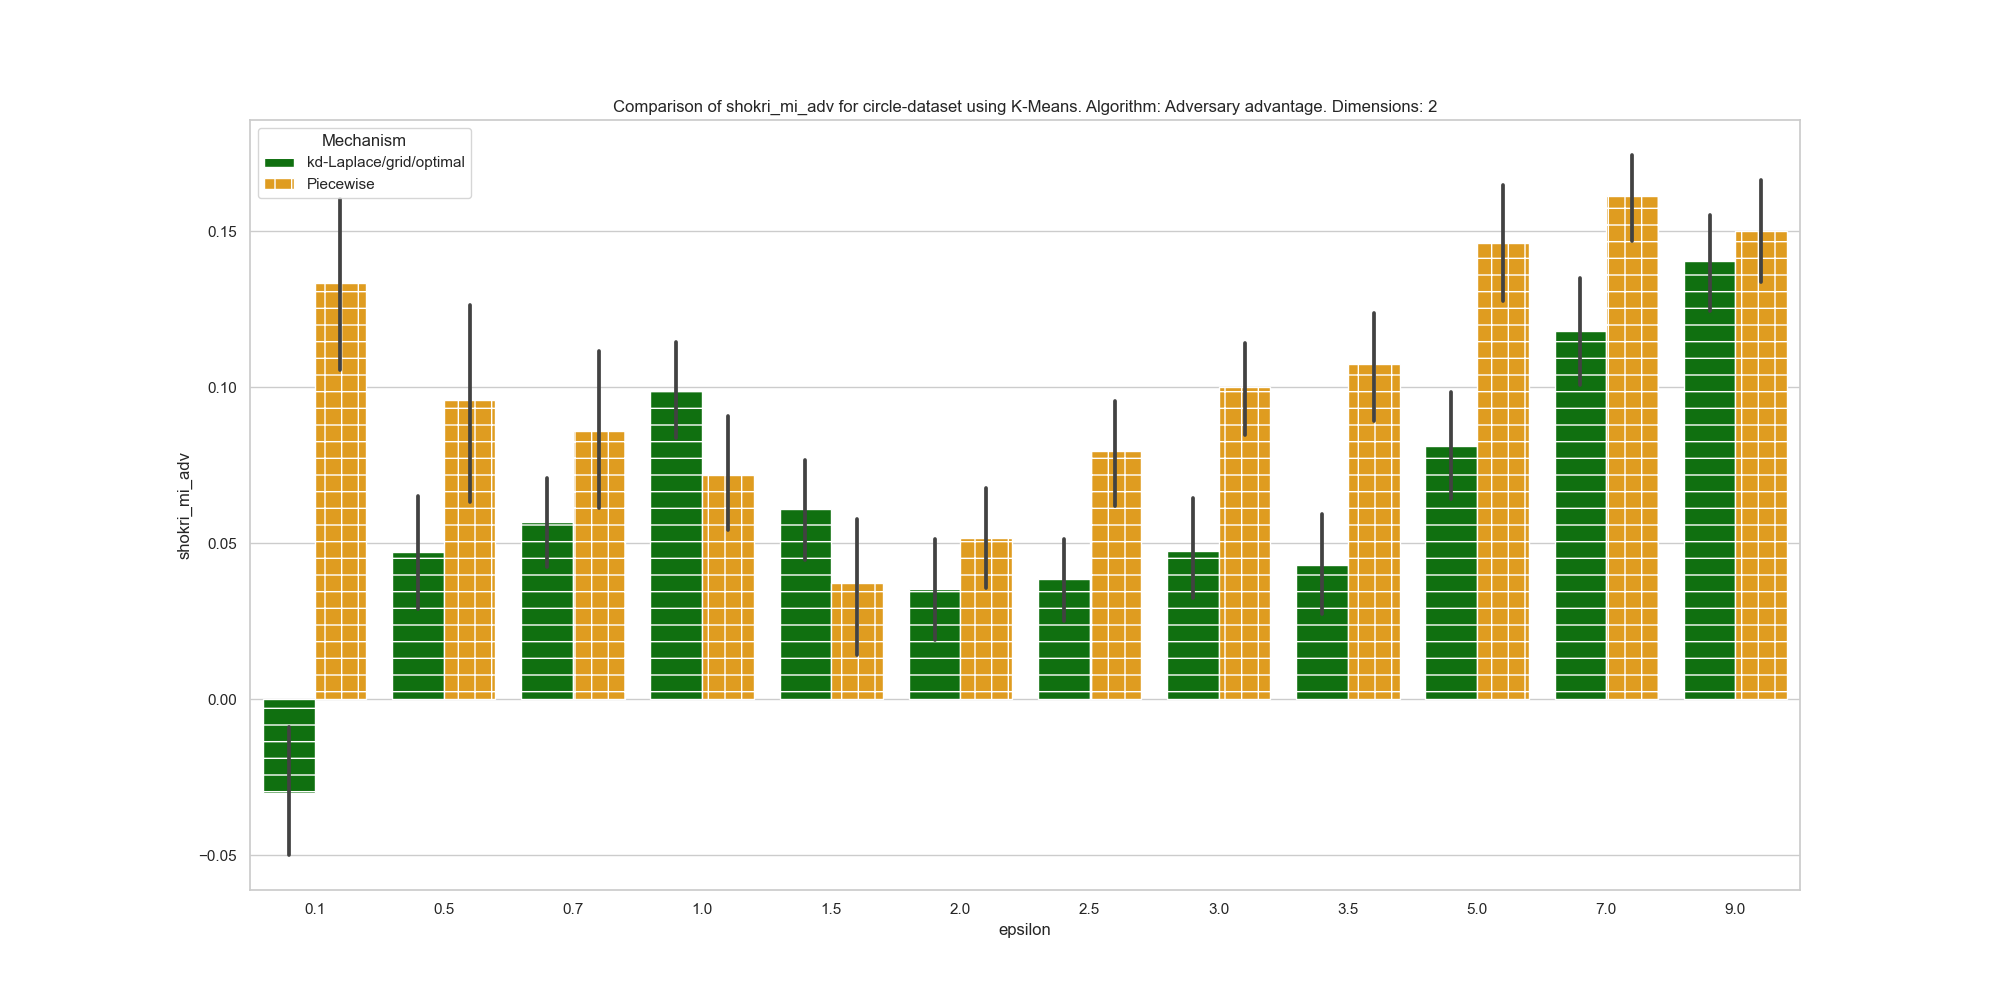 Comparison of shokri_mi_adv for circle-dataset using K-Means. Algorithm: Adversary advantage. Dimensions: 2
Mechanism
kd-Laplace/grid/optimal
Piecewise
shokri_mi_adv
0.15
0.10
0.05
0.00
−0.05
0.1 0.5 0.7 1.0 1.5 2.0 2.5 3.0 3.5 5.0 7.0 9.0
epsilon